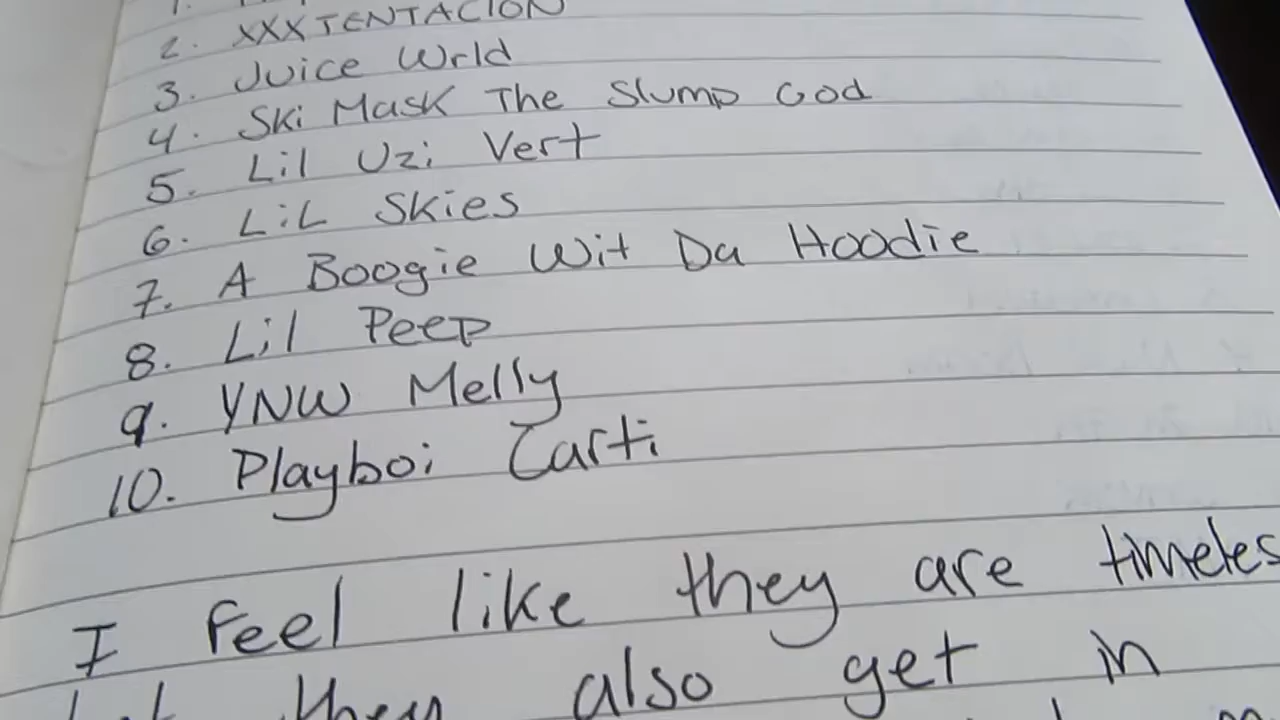 1.
2. XXXTENTACION
3. Juice Wrld
4. Ski Mask The Slump God
5. Lil Uzi Vert
6. LiL Skies
7. A Boogie Wit Da Hoodie
8. Lil Peep
9. YNW Melly
10. Playboi Carti
I feel like they are timeles
they also get in